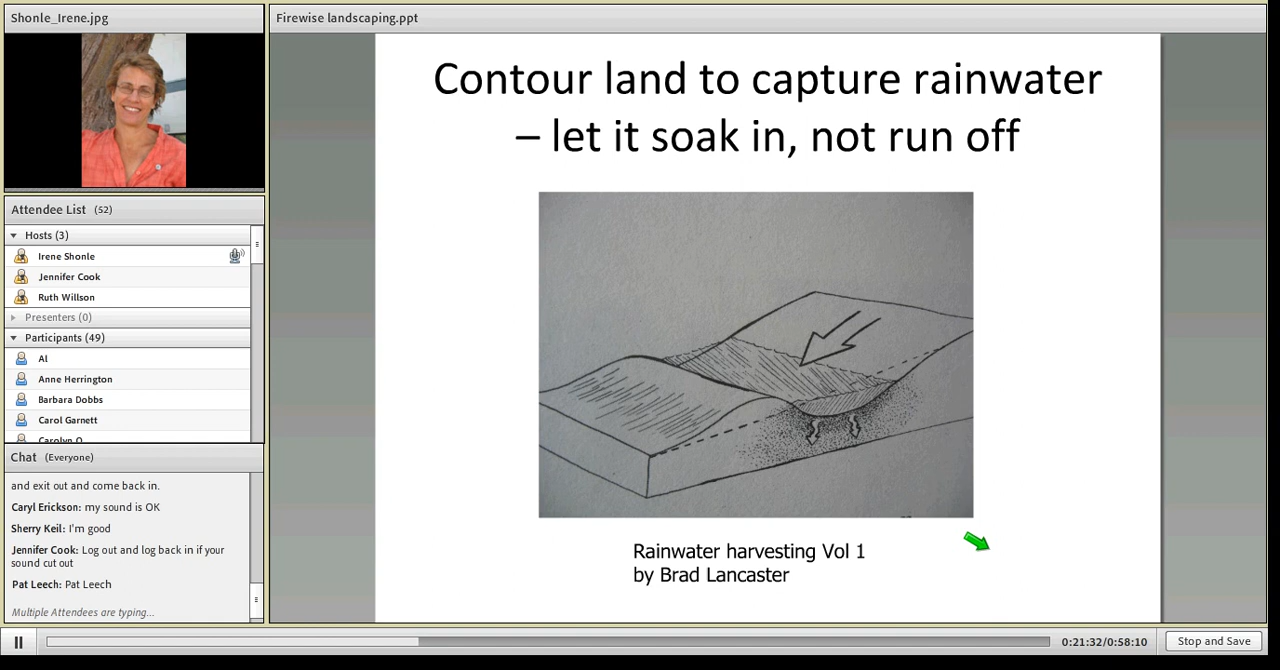 Shonle_Irene.jpg
Attendee List (52)
Hosts (3)
Irene Shonle
Jennifer Cook
Ruth Willson
Presenters (0)
Participants (49)
Al
Anne Herrington
Barbara Dobbs
Carol Garnett
Carolyn O
Chat (Everyone)
and exit out and come back in.
Caryl Erickson: my sound is OK
Sherry Keil: I'm good
Jennifer Cook: Log out and log back in if your
sound cut out
Pat Leech: Pat Leech
Multiple Attendees are typing...
Firewise landscaping.ppt
Contour land to capture rainwater
– let it soak in, not run off
Rainwater harvesting Vol 1
by Brad Lancaster
0:21:32/0:58:10
Stop and Save